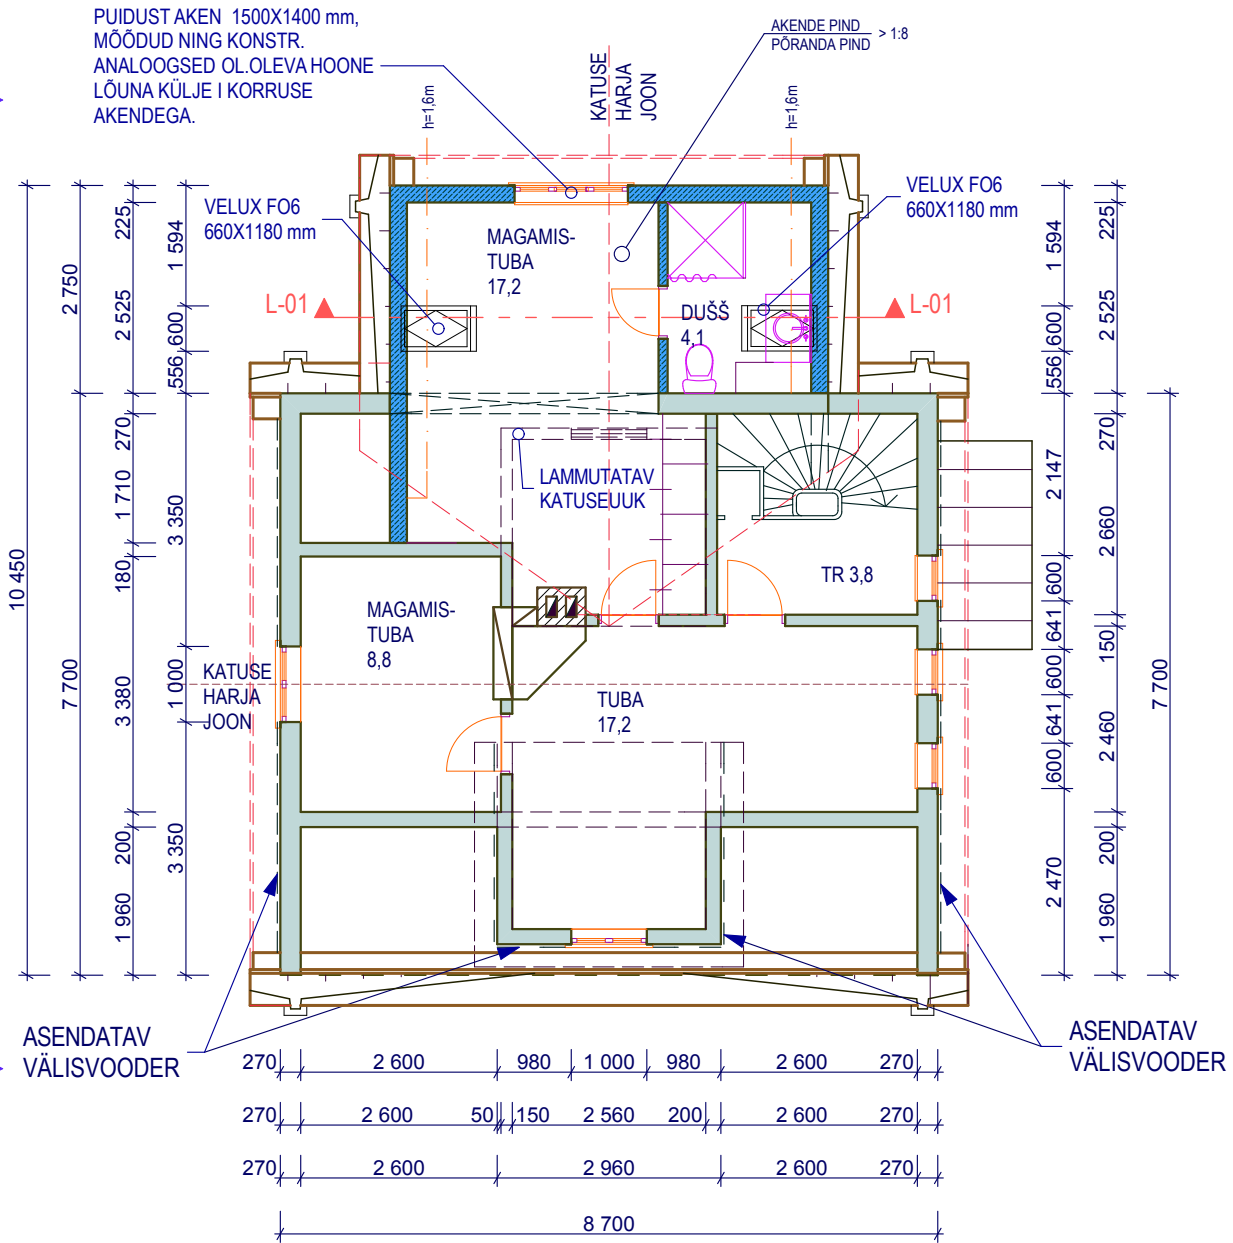 PUIDUST AKEN 1500X1400 mm,
MÕÕDUD NING KONSTR.
ANALOOGSED OL.OLEVA HOONE
LÕUNA KÜLJE I KORRUSE
AKENDEGA.
AKENDE PIND
PÕRANDA PIND
> 1:8
KATUSE
HARJA
JOON
h=1,6m
h=1,6m
VELUX FO6
660X1180 mm
VELUX FO6
660X1180 mm
MAGAMIS-
TUBA
17,2
DUŠŠ
4,1
L-01
L-01
LAMMUTATAV
KATUSEUUK
TR 3,8
MAGAMIS-
TUBA
8,8
KATUSE
HARJA
JOON
TUBA
17,2
10 450
2 750
7 700
225
2 525
270
1 710
180
3 380
200
1 960
1 594
600
556
3 350
1 000
3 350
1 594
600
556
2 147
600
641
600
641
600
2 470
225
2 525
270
2 660
150
2 460
200
1 960
7 700
ASENDATAV
VÄLISVOODER
ASENDATAV
VÄLISVOODER
270 2 600 980 1 000 980 2 600 270
270 2 600 50 150 2 560 200 2 600 270
270 2 600 2 960 2 600 270
8 700